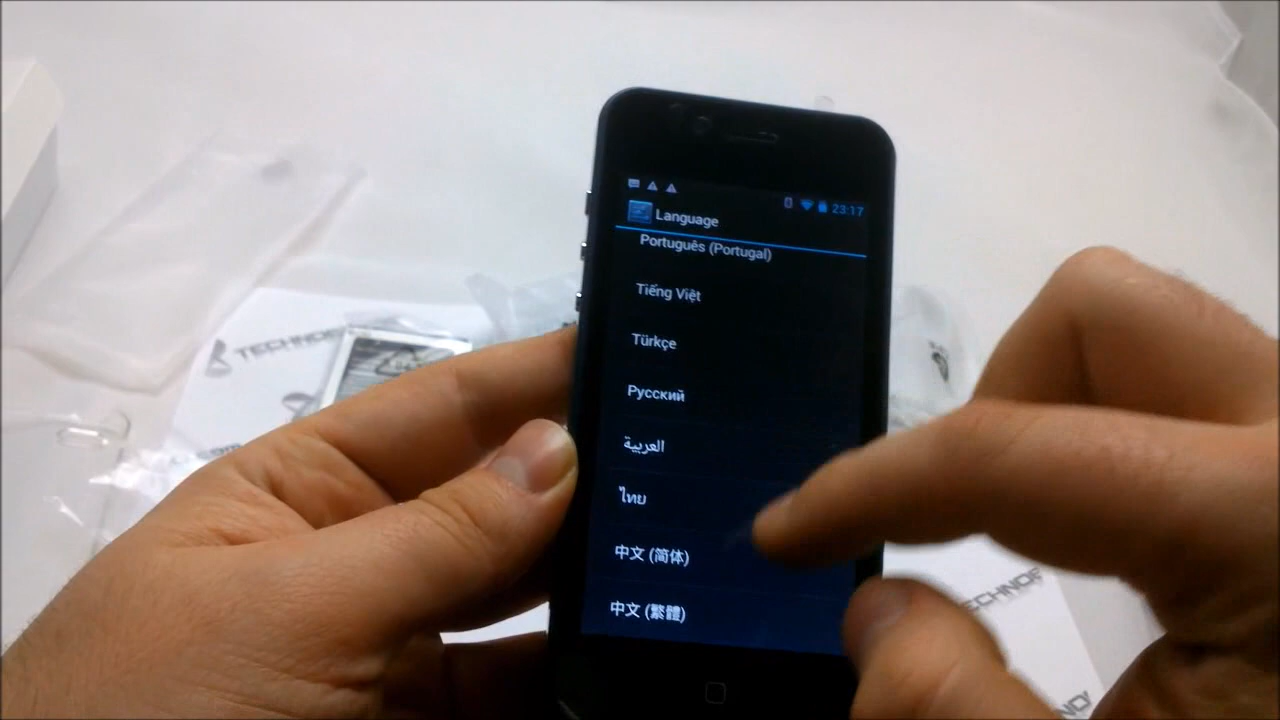 23:17
Language
Português (Portugal)
Tiếng Việt
Türkçe
Русский
العربية
ไทย
中文 (简体)
中文 (繁體)
TECHNO
TECHNO